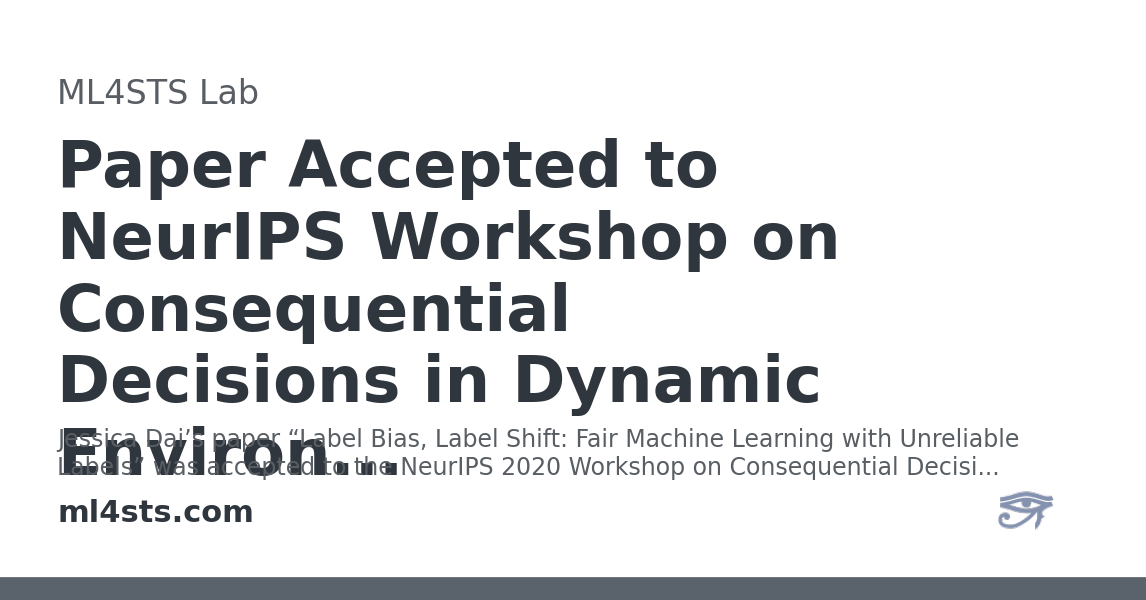 ML4STS Lab
Paper Accepted to
NeurIPS Workshop on
Consequential
Decisions in Dynamic
Environ...
Jessica Dai’s paper “Label Bias, Label Shift: Fair Machine Learning with Unreliable
Labels” was accepted to the NeurIPS 2020 Workshop on Consequential Decisi...
ml4sts.com